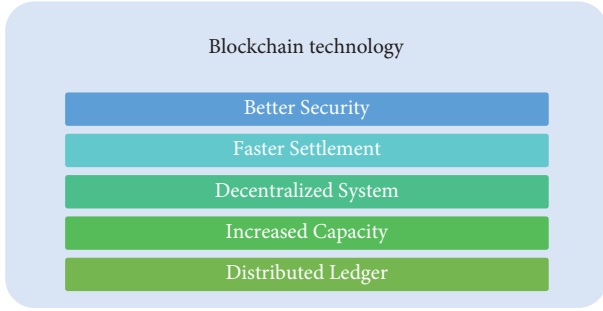 Blockchain technology
Better Security
Faster Settlement
Decentralized System
Increased Capacity
Distributed Ledger